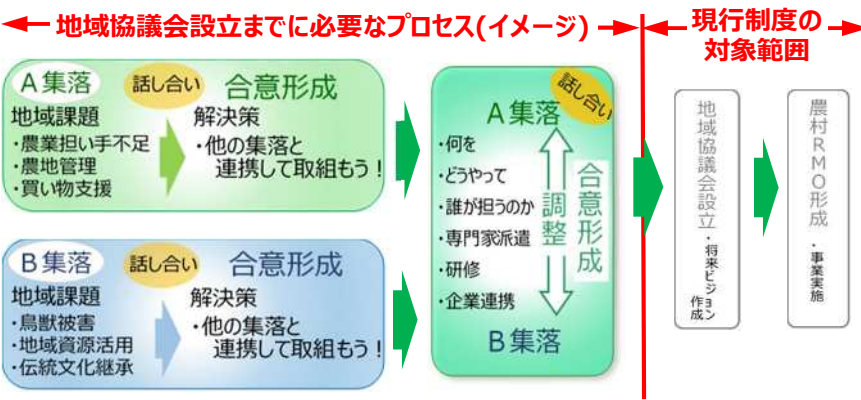 地域協議会設立までに必要なプロセス(イメージ)
現行制度の
対象範囲
A集落
話し合い
合意形成
地域課題
・農業担い手不足
・農地管理
・買い物支援
解決策
・他の集落と
連携して取組もう！
B集落
話し合い
合意形成
地域課題
・鳥獣被害
・地域資源活用
・伝統文化継承
解決策
・他の集落と
連携して取組もう！
話し合い
A集落
・何を
・どうやって
・誰が担うのか
・専門家派遣
・研修
・企業連携
調整
合意形成
B集落
地域協議会設立
・将来ビジョン
作成
農村RMO形成
・事業実施